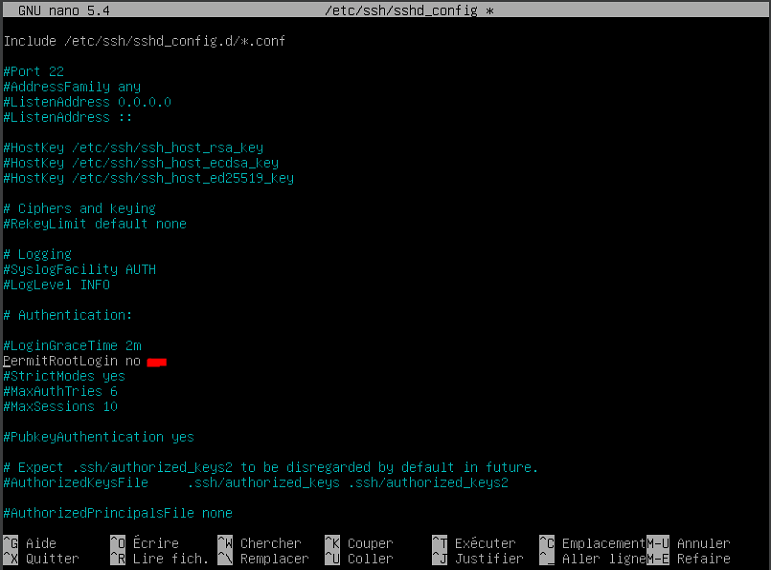 GNU nano 5.4 /etc/ssh/sshd_config *
Include /etc/ssh/sshd_config.d/*.conf
#Port 22
#AddressFamily any
#ListenAddress 0.0.0.0
#ListenAddress ::
#HostKey /etc/ssh/ssh_host_rsa_key
#HostKey /etc/ssh/ssh_host_ecdsa_key
#HostKey /etc/ssh/ssh_host_ed25519_key
# Ciphers and keying
#RekeyLimit default none
# Logging
#SyslogFacility AUTH
#LogLevel INFO
# Authentication:
#LoginGraceTime 2m
PermitRootLogin no
#StrictModes yes
#MaxAuthTries 6
#MaxSessions 10
#PubkeyAuthentication yes
# Expect .ssh/authorized_keys2 to be disregarded by default in future.
#AuthorizedKeysFile .ssh/authorized_keys .ssh/authorized_keys2
#AuthorizedPrincipalsFile none
^G Aide ^O Écrire ^W Chercher ^K Couper ^T Exécuter ^C Emplacement M-U Annuler
^X Quitter ^R Lire fich. ^\ Remplacer ^U Coller ^J Justifier ^_ Aller ligne M-E Refaire